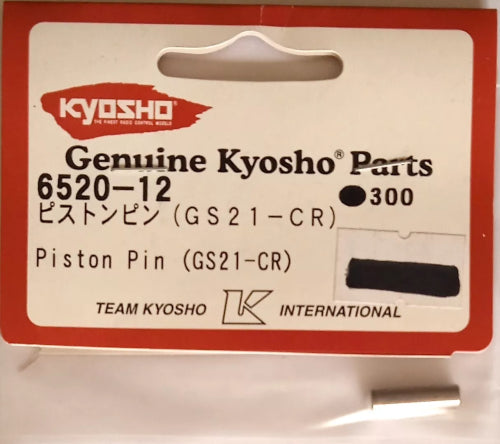 KYOSHO
THE FINEST RADIO CONTROL MODELS
Genuine Kyosho® Parts
6520-12
●300
ピストンピン(GS21-CR)
Piston Pin (GS21-CR)
TEAM KYOSHO K INTERNATIONAL